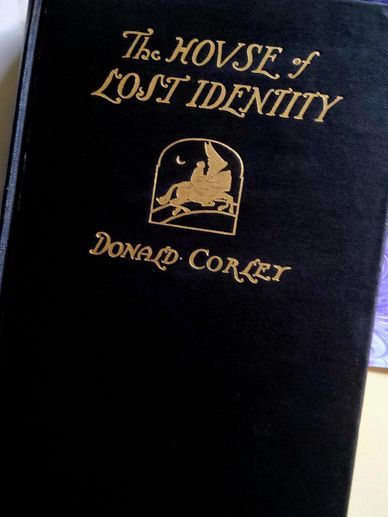 The HOVSE of
LOST IDENTITY
DONALD · CORLEY